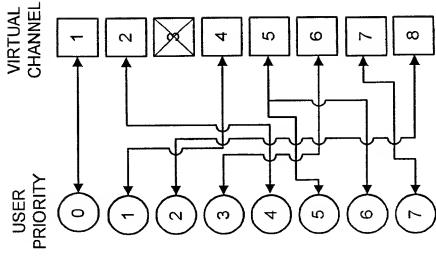 VIRTUAL
CHANNEL
1 2 3 4 5 6 7 8
0 1 2 3 4 5 6 7
USER
PRIORITY